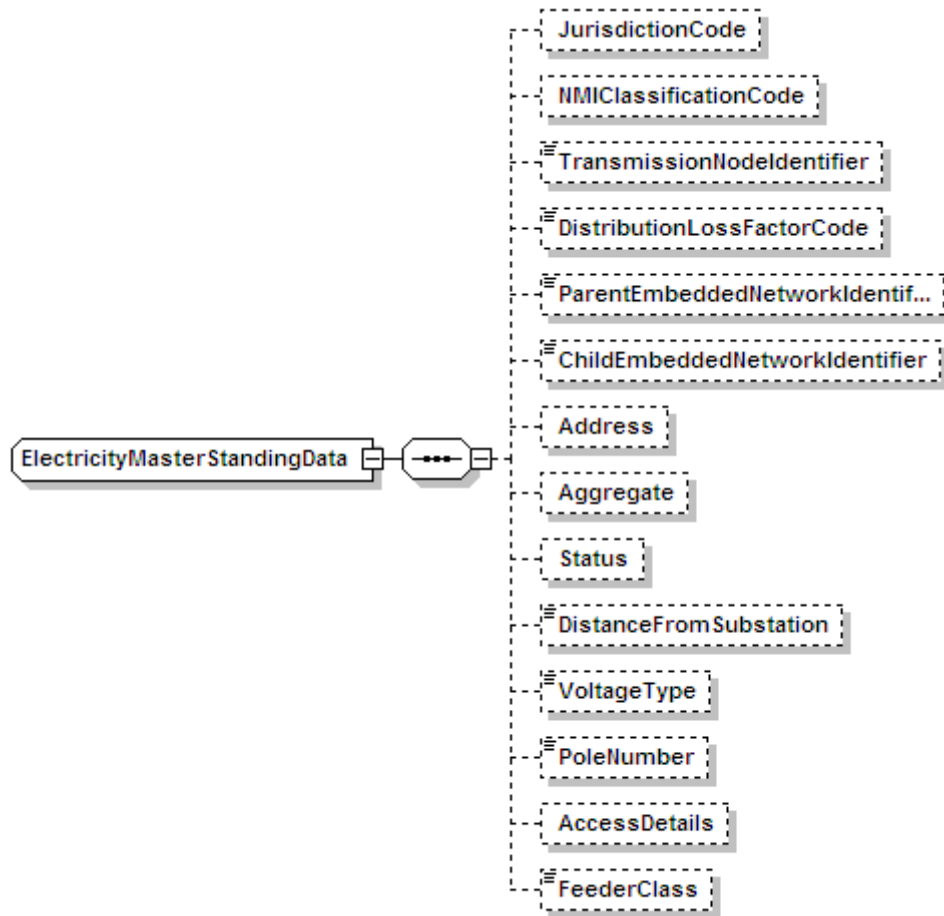 JurisdictionCode
NMIClassificationCode
TransmissionNodeIdentifier
DistributionLossFactorCode
ParentEmbeddedNetworkIdentif...
ChildEmbeddedNetworkIdentifier
Address
ElectricityMasterStandingData
Aggregate
Status
DistanceFromSubstation
VoltageType
PoleNumber
AccessDetails
FeederClass